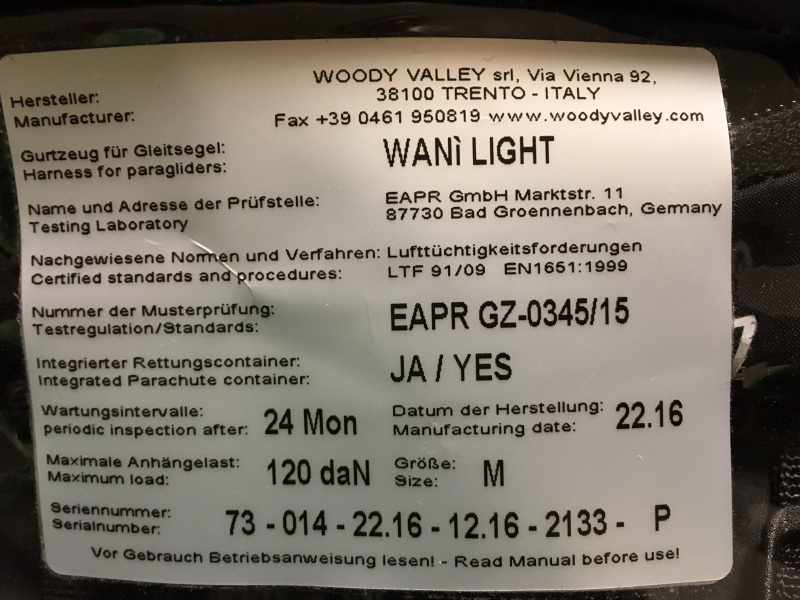 WOODY VALLEY srl, Via Vienna 92,
Hersteller: 38100 TRENTO - ITALY
Manufacturer: Fax +39 0461 950819 www.woodyvalley.com
Gurtzeug für Gleitsegel: WANì LIGHT
Harness for paragliders:
Name und Adresse der Prüfstelle: EAPR GmbH Marktstr. 11
Testing Laboratory 87730 Bad Groennenbach, Germany
Nachgewiesene Normen und Verfahren: Lufttüchtigkeitsforderungen
Certified standards and procedures: LTF 91/09 EN1651:1999
Nummer der Musterprüfung: EAPR GZ-0345/15
Testregulation/Standards:
Integrierter Rettungscontainer: JA / YES
Integrated Parachute container:
Wartungsintervalle: 24 Mon Datum der Herstellung: 22.16
periodic inspection after: Manufacturing date:
Maximale Anhängelast: 120 daN Größe: M
Maximum load: Size:
Seriennummer: 73 - 014 - 22.16 - 12.16 - 2133 - P
Serialnumber:
Vor Gebrauch Betriebsanweisung lesen! - Read Manual before use!